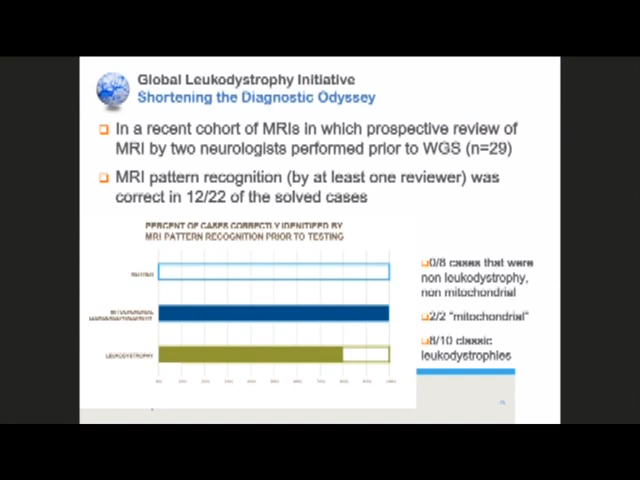 Global Leukodystrophy Initiative
Shortening the Diagnostic Odyssey
In a recent cohort of MRIs in which prospective review of
MRI by two neurologists performed prior to WGS (n=29)
MRI pattern recognition (by at least one reviewer) was
correct in 12/22 of the solved cases
PERCENT OF CASES CORRECTLY IDENITIFED BY
MRI PATTERN RECOGNITION PRIOR TO TESTING
0/8 cases that were
non leukodystrophy,
non mitochondrial
MITOCHONDRIAL
2/2 "mitochondrial"
8/10 classic
leukodystrophies
LEUKODYSTROPHY